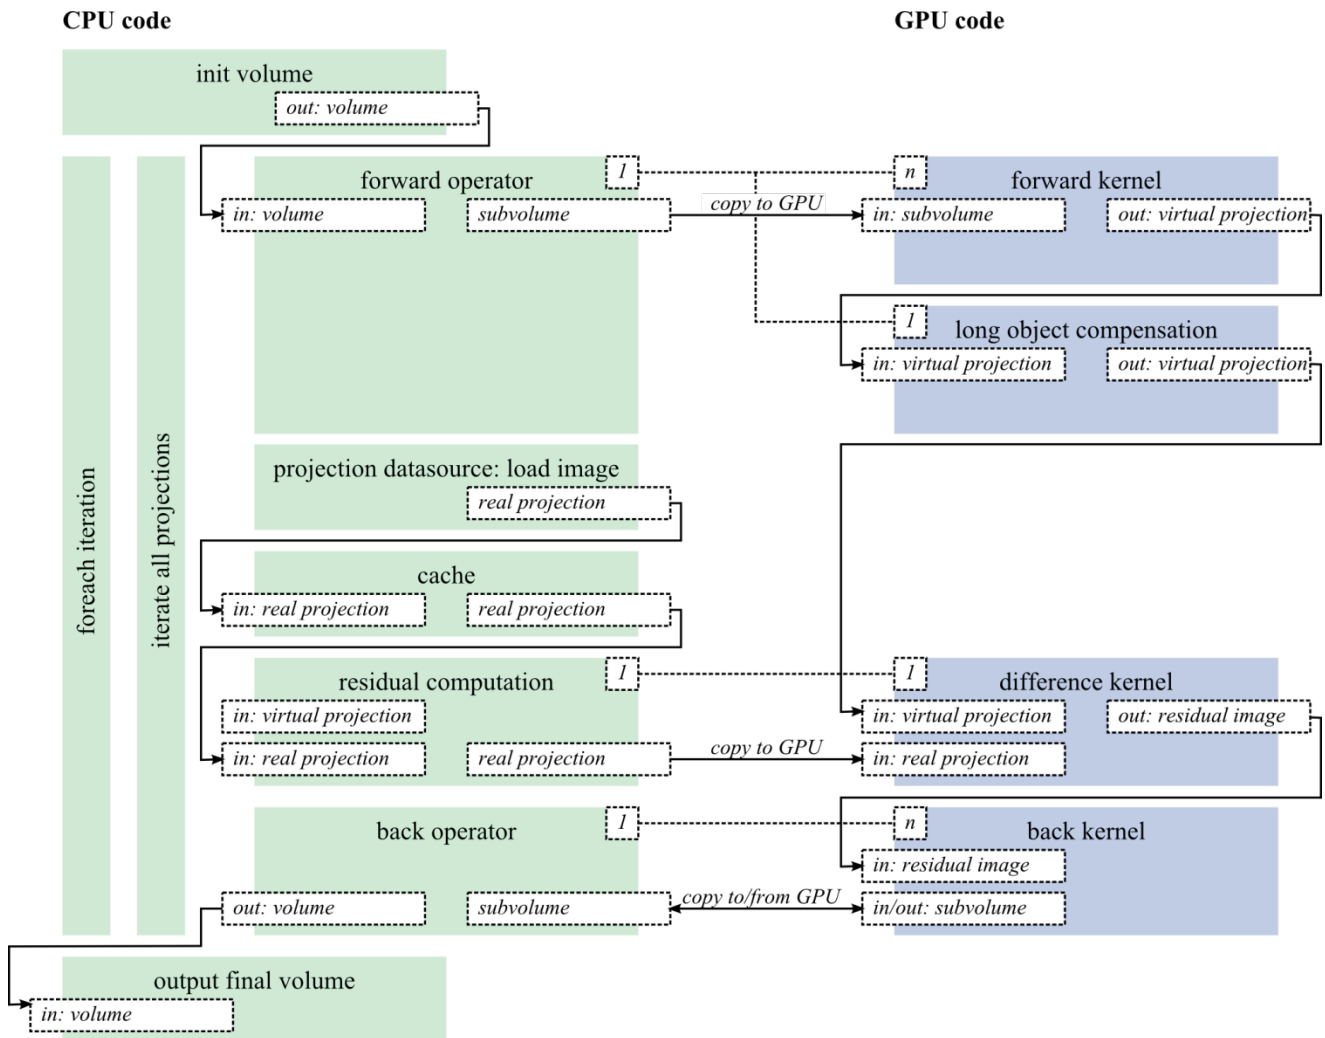 CPU code
GPU code
init volume
out: volume
forward operator
1
in: volume
subvolume
copy to GPU
n
forward kernel
in: subvolume
out: virtual projection
1
long object compensation
in: virtual projection
out: virtual projection
foreach iteration
iterate all projections
projection datasource: load image
real projection
cache
in: real projection
real projection
residual computation
1
in: virtual projection
in: real projection
real projection
copy to GPU
1
difference kernel
in: virtual projection
out: residual image
in: real projection
back operator
1
out: volume
subvolume
copy to/from GPU
n
back kernel
in: residual image
in/out: subvolume
output final volume
in: volume